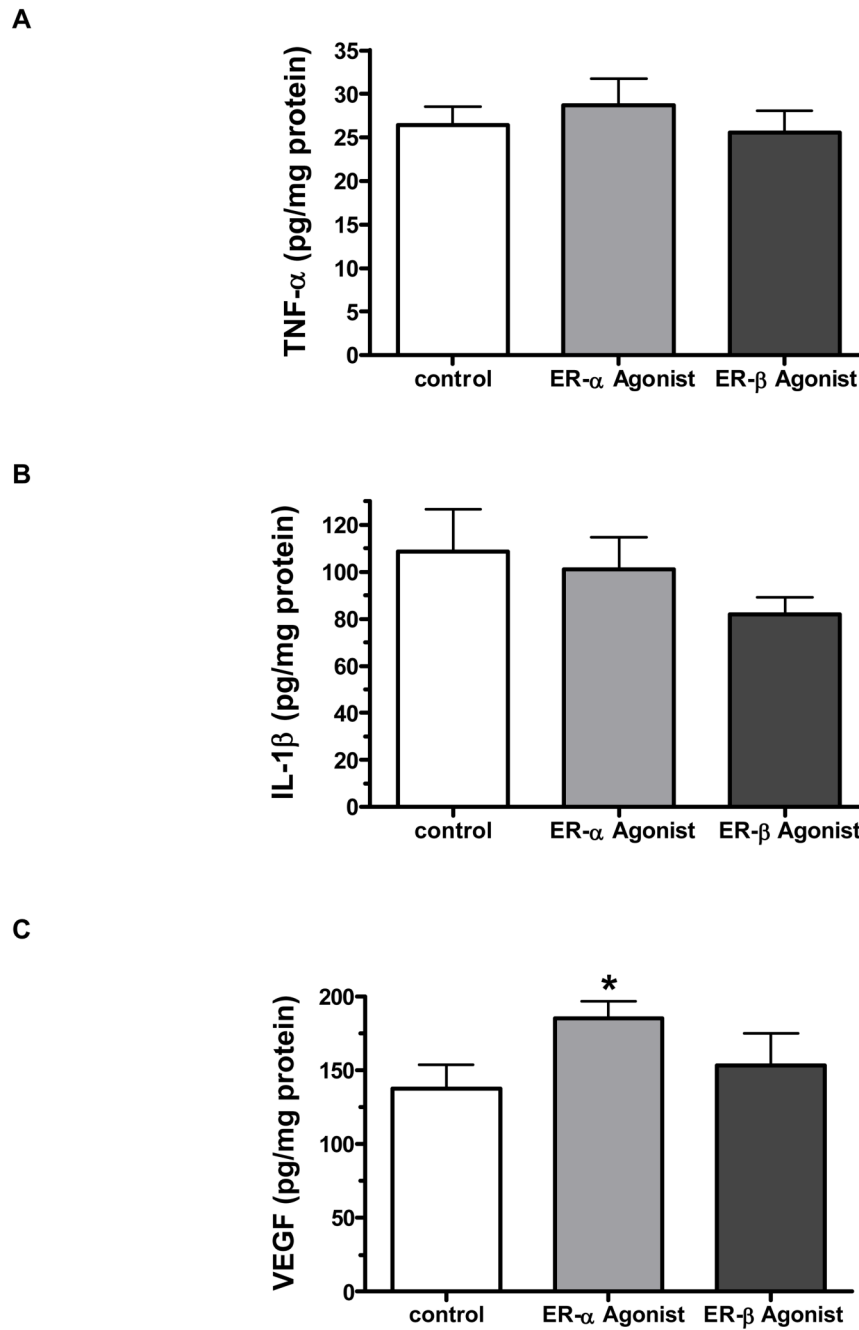 A
TNF-α (pg/mg protein)
35
30
25
20
15
10
5
0
control ER-α Agonist ER-β Agonist
B
IL-1β (pg/mg protein)
120
100
80
60
40
20
0
control ER-α Agonist ER-β Agonist
C
VEGF (pg/mg protein)
200
150
100
50
0
*
control ER-α Agonist ER-β Agonist